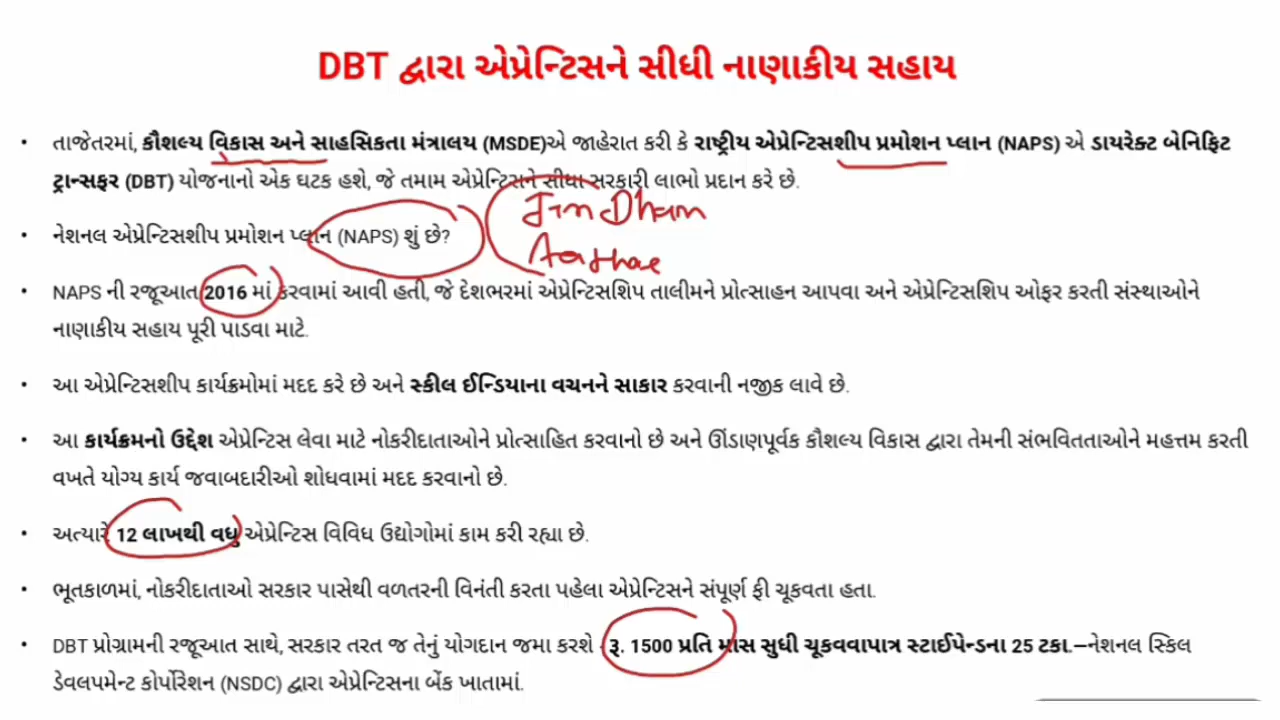 DBT દ્વારા એપ્રેન્ટિસને સીધી નાણાકીય સહાય
• તાજેતરમાં, કૌશલ્ય વિકાસ અને સાહસિકતા મંત્રાલય (MSDE)એ જાહેરાત કરી કે રાષ્ટ્રીય એપ્રેન્ટિસશીપ પ્રમોશન પ્લાન (NAPS) એ ડાયરેક્ટ બેનિફિટ
ટ્રાન્સફર (DBT) યોજનાનો એક ઘટક હશે, જે તમામ એપ્રેન્ટિસને સીધા સરકારી લાભો પ્રદાન કરે છે.
Jan Dhan
• નેશનલ એપ્રેન્ટિસશીપ પ્રમોશન પ્લાન (NAPS) શું છે?
• NAPS ની રજૂઆત 2016 માં કરવામાં આવી હતી, જે દેશભરમાં એપ્રેન્ટિસશિપ તાલીમને પ્રોત્સાહન આપવા અને એપ્રેન્ટિસશિપ ઓફર કરતી સંસ્થાઓને
નાણાકીય સહાય પૂરી પાડવા માટે.
• આ એપ્રેન્ટિસશીપ કાર્યક્રમોમાં મદદ કરે છે અને સ્કીલ ઈન્ડિયાના વચનને સાકાર કરવાની નજીક લાવે છે.
• આ કાર્યક્રમનો ઉદ્દેશ એપ્રેન્ટિસ લેવા માટે નોકરીદાતાઓને પ્રોત્સાહિત કરવાનો છે અને ઊંડાણપૂર્વક કૌશલ્ય વિકાસ દ્વારા તેમની સંભવિતતાઓને મહત્તમ કરતી
વખતે યોગ્ય કાર્ય જવાબદારીઓ શોધવામાં મદદ કરવાનો છે.
• અત્યારે 12 લાખથી વધુ એપ્રેન્ટિસ વિવિધ ઉદ્યોગોમાં કામ કરી રહ્યા છે.
• ભૂતકાળમાં, નોકરીદાતાઓ સરકાર પાસેથી વળતરની વિનંતી કરતા પહેલા એપ્રેન્ટિસને સંપૂર્ણ ફી ચૂકવતા હતા.
• DBT પ્રોગ્રામની રજૂઆત સાથે, સરકાર તરત જ તેનું યોગદાન જમા કરશે - રૂ. 1500 પ્રતિ માસ સુધી ચૂકવવાપાત્ર સ્ટાઈપેન્ડના 25 ટકા.—નેશનલ સ્કિલ
ડેવલપમેન્ટ કોર્પોરેશન (NSDC) દ્વારા એપ્રેન્ટિસના બેંક ખાતામાં.